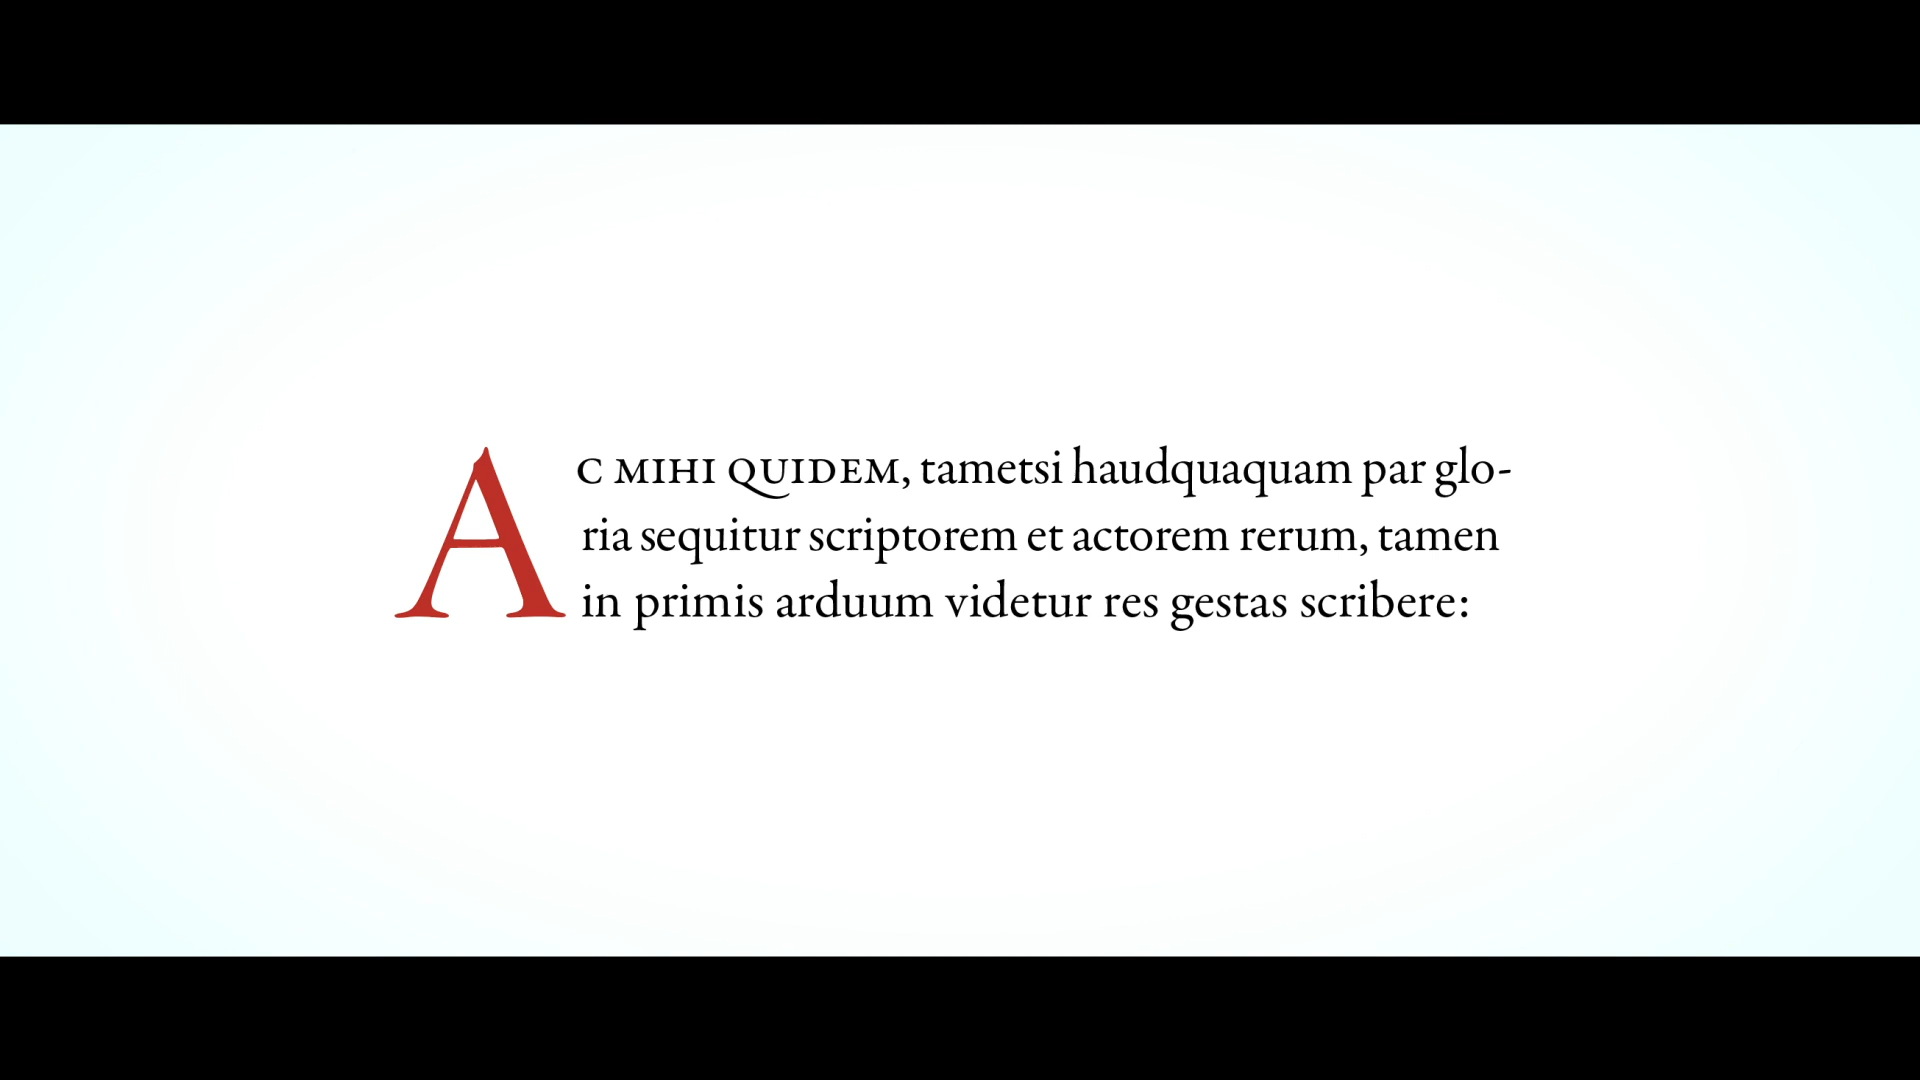 AC MIHI QUIDEM, tametsi haudquaquam par glo-
ria sequitur scriptorem et actorem rerum, tamen
in primis arduum videtur res gestas scribere: